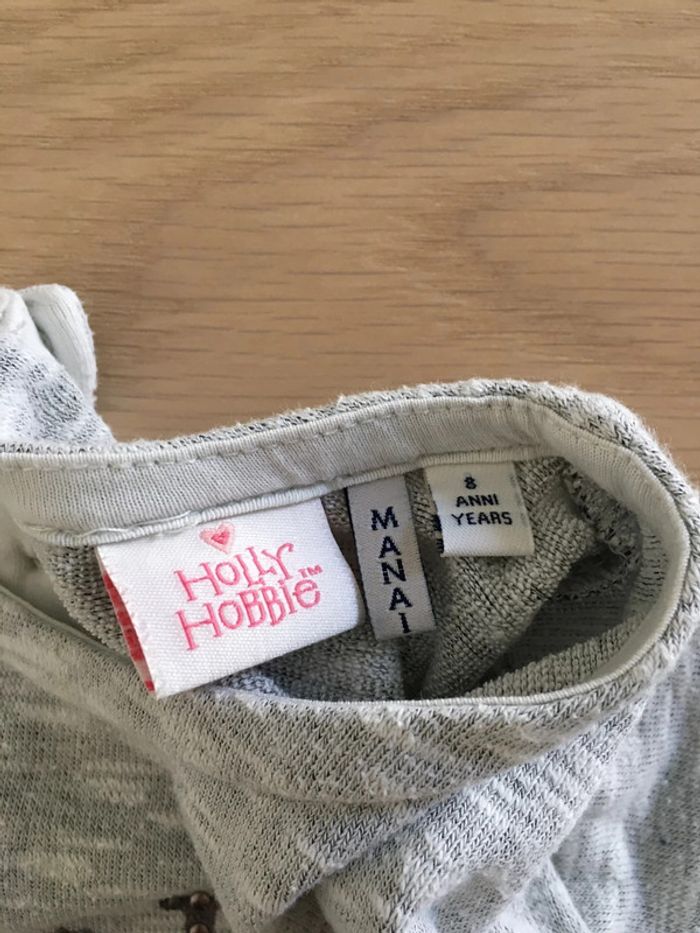 Holly
Hobbie™
MANAI
8
ANNI
YEARS